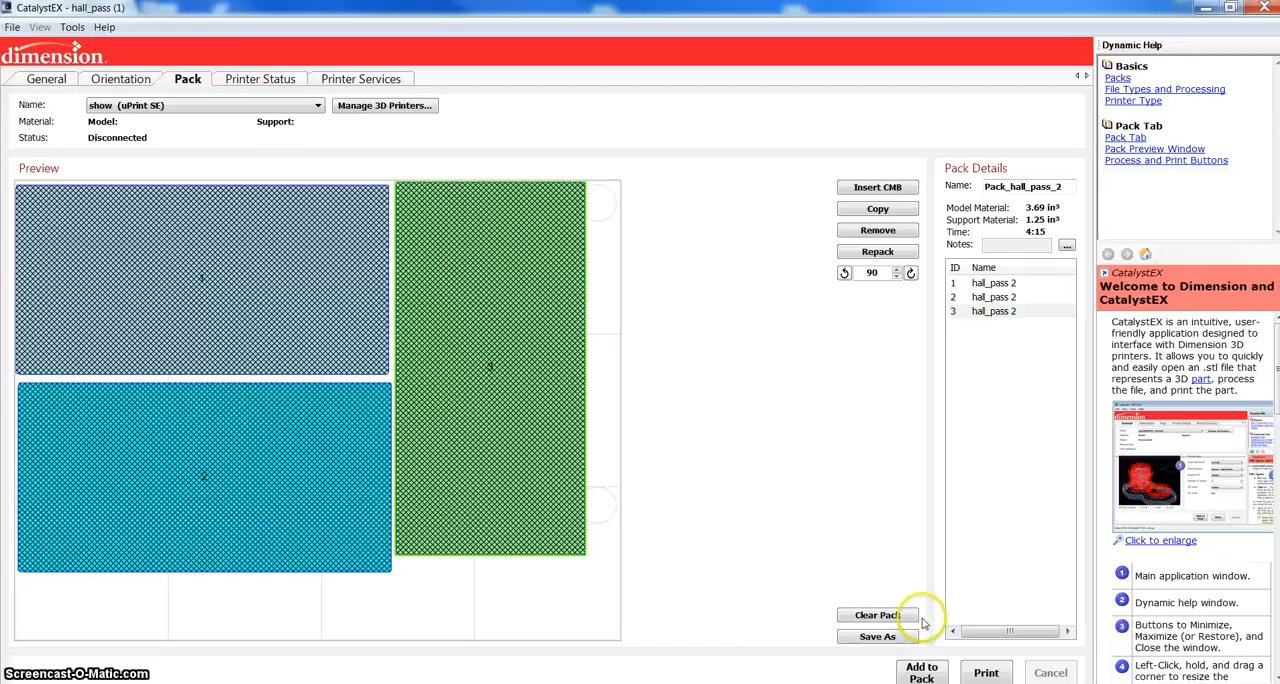 CatalystEX - hall_pass (1)
File View Tools Help
dimension
General Orientation Pack Printer Status Printer Services
Name: show (uPrint SE) Manage 3D Printers...
Material: Model: Support:
Status: Disconnected
Preview
2
3
Insert CMB
Copy
Remove
Repack
90
Clear Pack
Save As
Pack Details
Name: Pack_hall_pass_2
Model Material: 3.69 in³
Support Material: 1.25 in³
Time: 4:15
Notes: ...
ID Name
1 hall_pass 2
2 hall_pass 2
3 hall_pass 2
Add to
Pack
Print
Cancel
Dynamic Help
Basics
Packs
File Types and Processing
Printer Type
Pack Tab
Pack Tab
Pack Preview Window
Process and Print Buttons
CatalystEX
Welcome to Dimension and
CatalystEX
CatalystEX is an intuitive, user-
friendly application designed to
interface with Dimension 3D
printers. It allows you to quickly
and easily open an .stl file that
represents a 3D part, process
the file, and print the part.
Click to enlarge
1 Main application window.
2 Dynamic help window.
3 Buttons to Minimize,
Maximize (or Restore), and
Close the window.
4 Left-Click, hold, and drag a
corner to resize the
Screencast-O-Matic.com